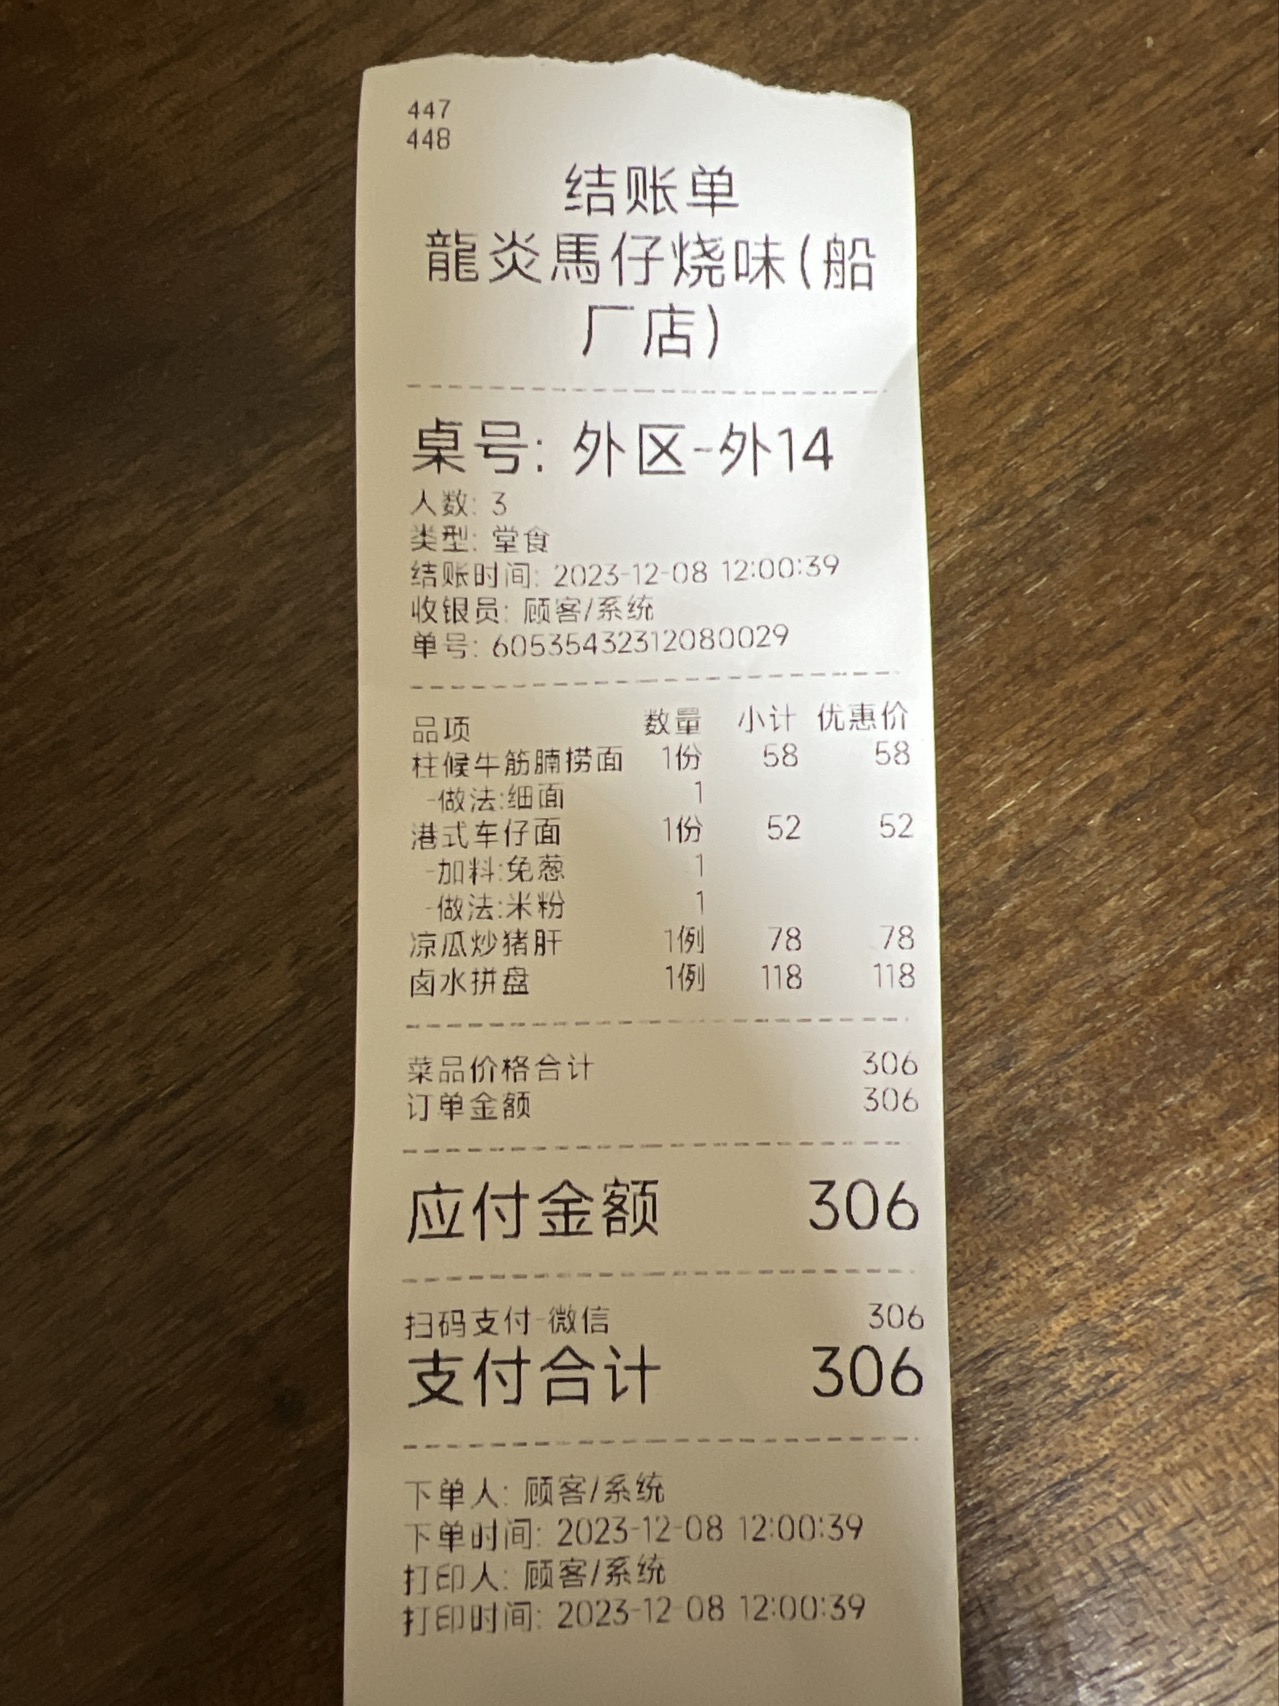 447
448
结账单
龍炎馬仔烧味(船
厂店)
桌号: 外区-外14
人数: 3
类型: 堂食
结账时间: 2023-12-08 12:00:39
收银员: 顾客/系统
单号: 60535432312080029
品项 数量 小计 优惠价
柱候牛筋腩捞面 1份 58 58
-做法:细面 1
港式车仔面 1份 52 52
-加料:免葱 1
-做法:米粉 1
凉瓜炒猪肝 1例 78 78
卤水拼盘 1例 118 118
菜品价格合计 306
订单金额 306
应付金额 306
扫码支付-微信 306
支付合计 306
下单人: 顾客/系统
下单时间: 2023-12-08 12:00:39
打印人: 顾客/系统
打印时间: 2023-12-08 12:00:39